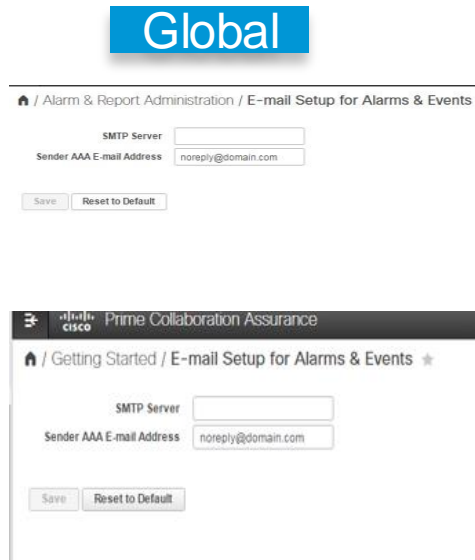 Global
/ Alarm & Report Administration / E-mail Setup for Alarms & Events
SMTP Server
Sender AAA E-mail Address noreply@domain.com
Save Reset to Default
cisco Prime Collaboration Assurance
/ Getting Started / E-mail Setup for Alarms & Events
SMTP Server
Sender AAA E-mail Address noreply@domain.com
Save Reset to Default